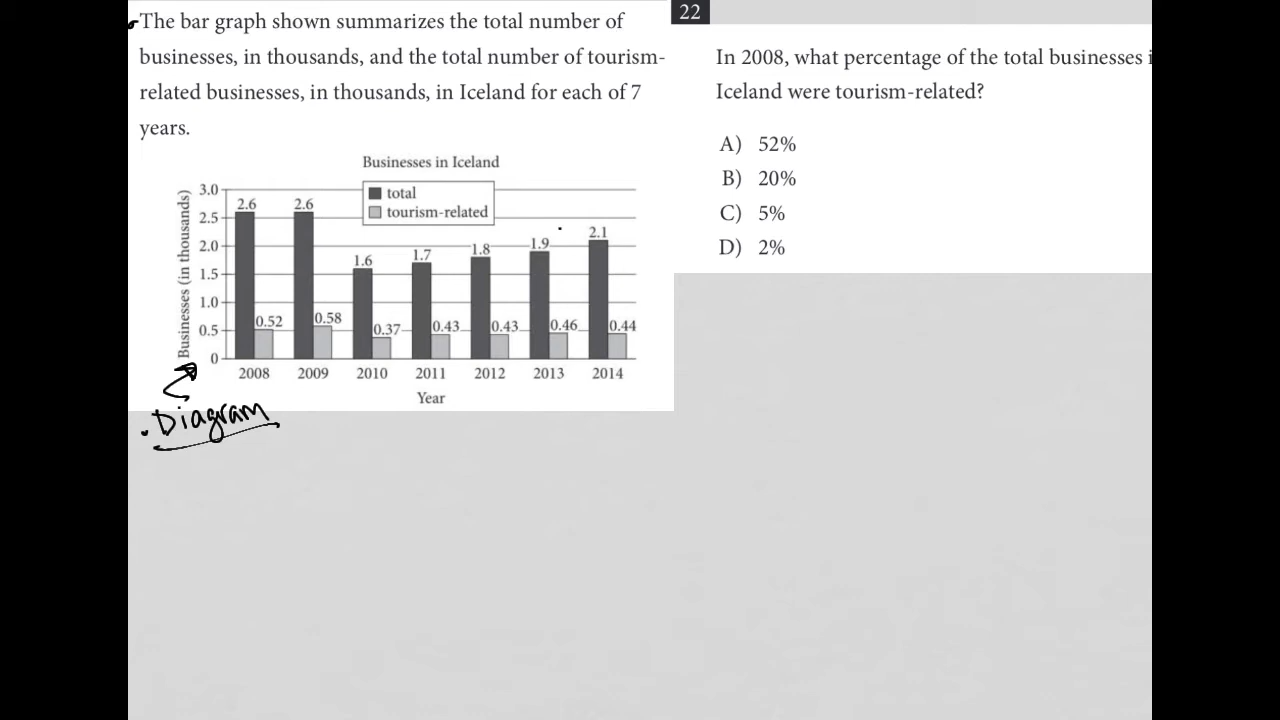 The bar graph shown summarizes the total number of
businesses, in thousands, and the total number of tourism-
related businesses, in thousands, in Iceland for each of 7
years.
Businesses in Iceland
total
tourism-related
Businesses (in thousands)
3.0
2.5
2.0
1.5
1.0
0.5
0
2.6 2.6 1.6 1.7 1.8 1.9 2.1
0.52 0.58 0.37 0.43 0.43 0.46 0.44
2008 2009 2010 2011 2012 2013 2014
Year
Diagram
22
In 2008, what percentage of the total businesses i
Iceland were tourism-related?
A) 52%
B) 20%
C) 5%
D) 2%